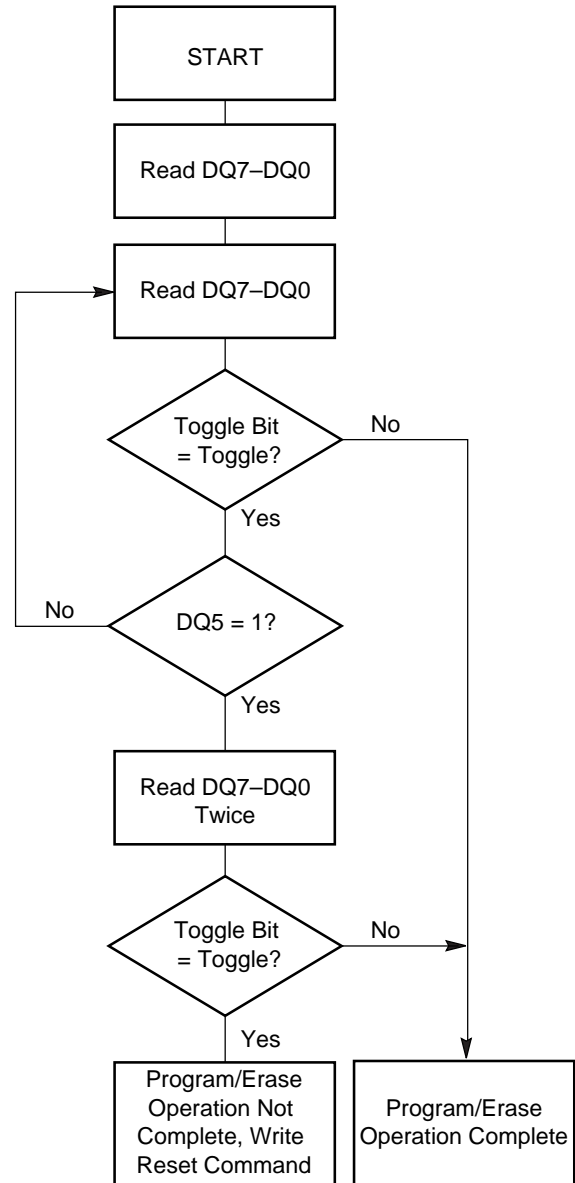 START
Read DQ7–DQ0
Read DQ7–DQ0
Toggle Bit
= Toggle?
No
Yes
No
DQ5 = 1?
Yes
Read DQ7–DQ0
Twice
Toggle Bit
= Toggle?
No
Yes
Program/Erase
Operation Not
Complete, Write
Reset Command
Program/Erase
Operation Complete